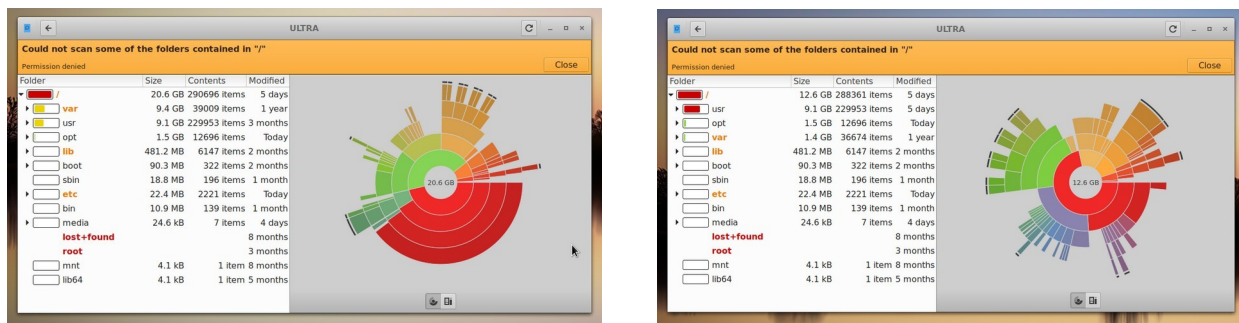 ULTRA
Could not scan some of the folders contained in "/"
Permission denied
Close
Folder Size Contents Modified
/ 20.6 GB 290696 items 5 days
var 9.4 GB 39009 items 1 year
usr 9.1 GB 229953 items 3 months
opt 1.5 GB 12696 items Today
lib 481.2 MB 6147 items 2 months
boot 90.3 MB 322 items 2 months
sbin 18.8 MB 196 items 1 month
etc 22.4 MB 2221 items Today
bin 10.9 MB 139 items 1 month
media 24.6 kB 7 items 4 days
lost+found 8 months
root 3 months
mnt 4.1 kB 1 item 8 months
lib64 4.1 kB 1 item 5 months
20.6 GB
ULTRA
Could not scan some of the folders contained in "/"
Permission denied
Close
Folder Size Contents Modified
/ 12.6 GB 288361 items 5 days
usr 9.1 GB 229953 items 5 days
opt 1.5 GB 12696 items Today
var 1.4 GB 36674 items 1 year
lib 481.2 MB 6147 items 2 months
boot 90.3 MB 322 items 2 months
sbin 18.8 MB 196 items 1 month
etc 22.4 MB 2221 items Today
bin 10.9 MB 139 items 1 month
media 24.6 kB 7 items 4 days
lost+found 8 months
root 3 months
mnt 4.1 kB 1 item 8 months
lib64 4.1 kB 1 item 5 months
12.6 GB